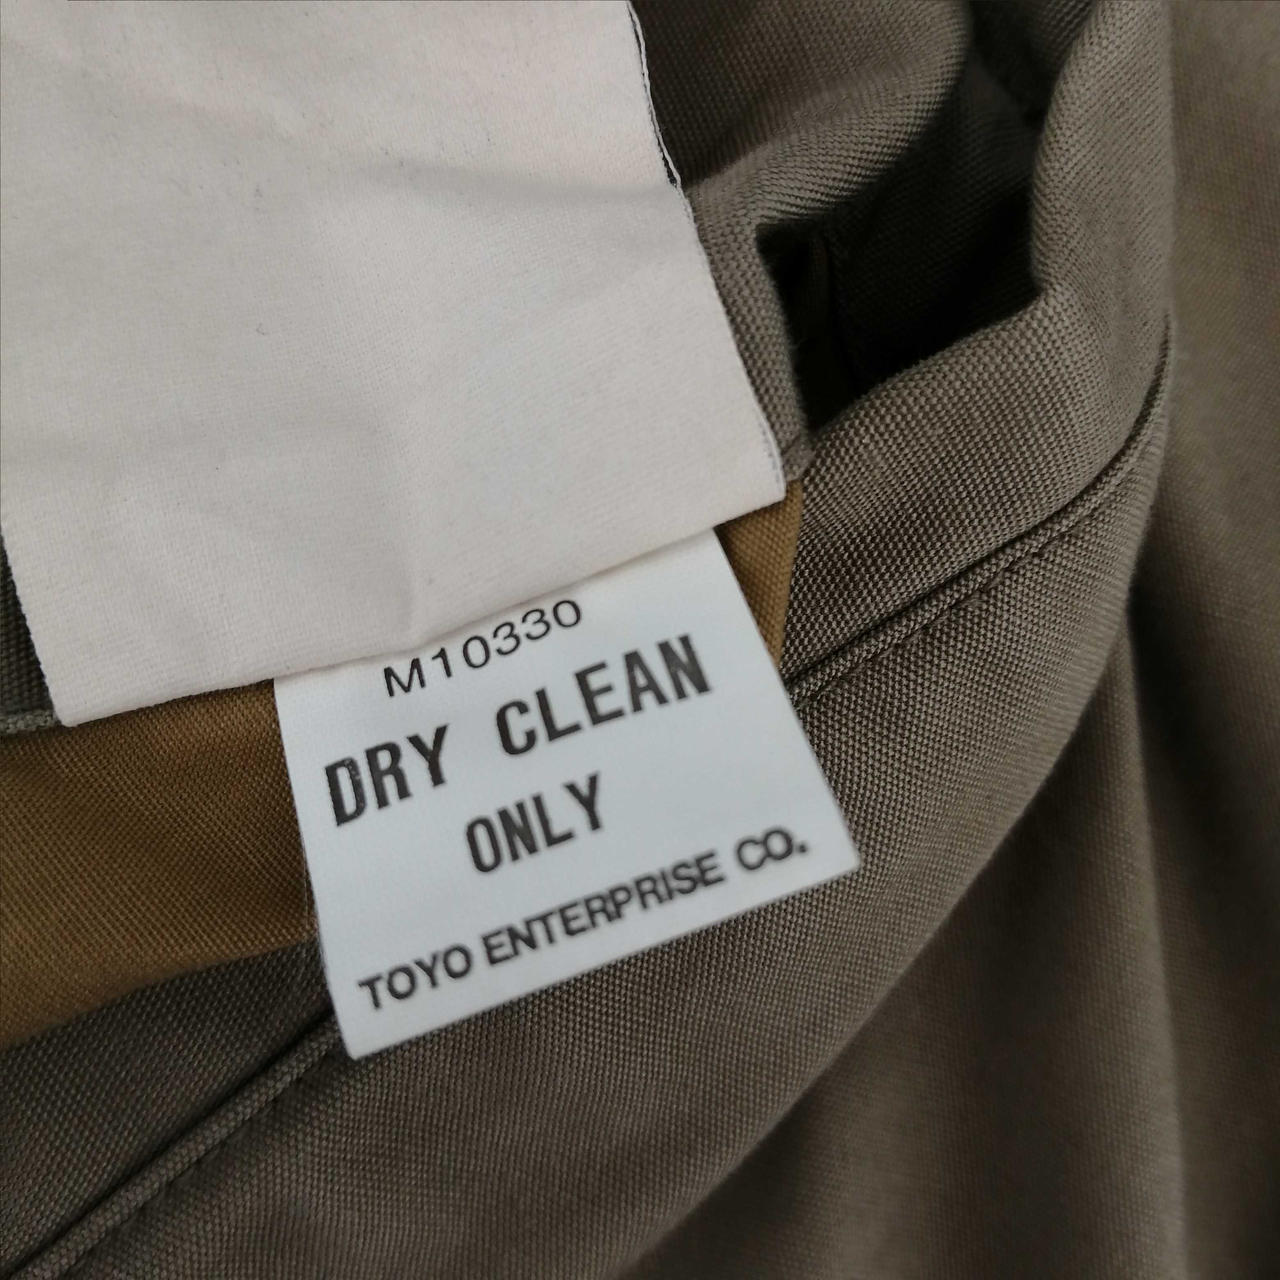 M10330
DRY CLEAN
ONLY
TOYO ENTERPRISE CO.